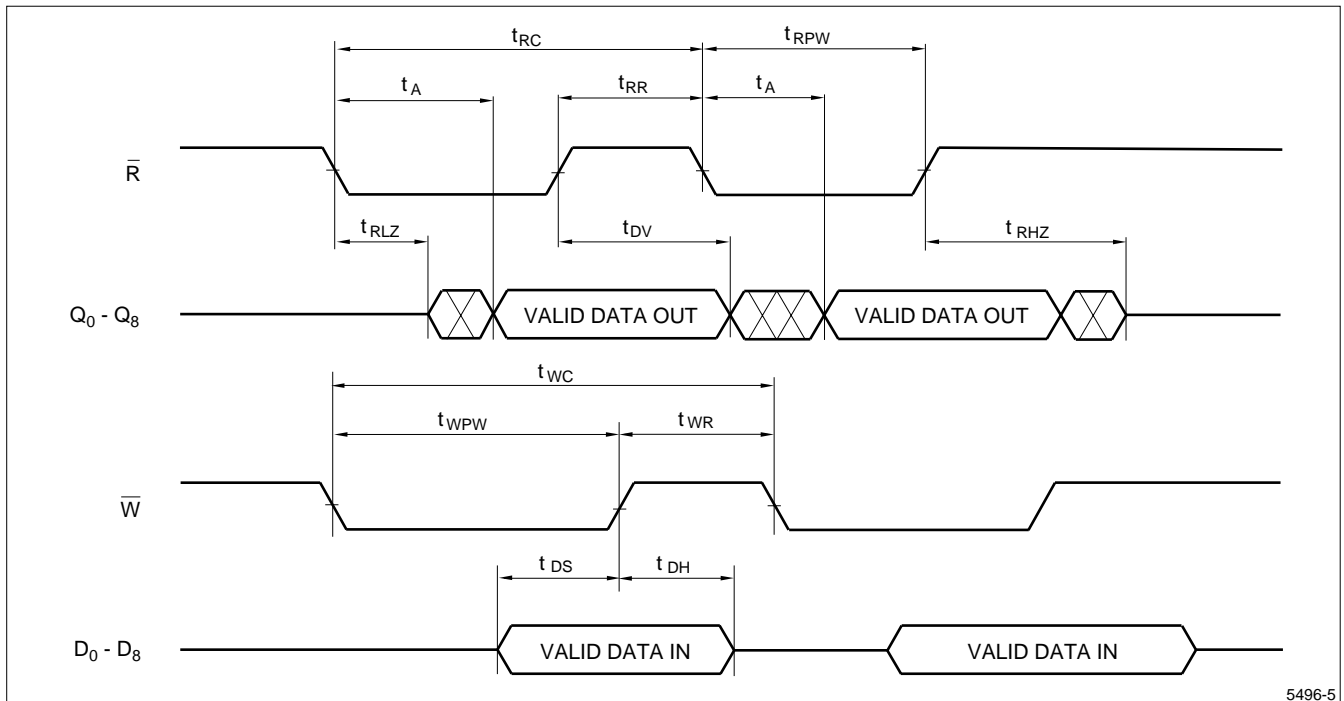 tRC
tRPW
tA
tRR
tA
R̅
tRLZ
tDV
tRHZ
Q0 - Q8
VALID DATA OUT
VALID DATA OUT
tWC
tWPW
tWR
W̅
tDS
tDH
D0 - D8
VALID DATA IN
VALID DATA IN
5496-5